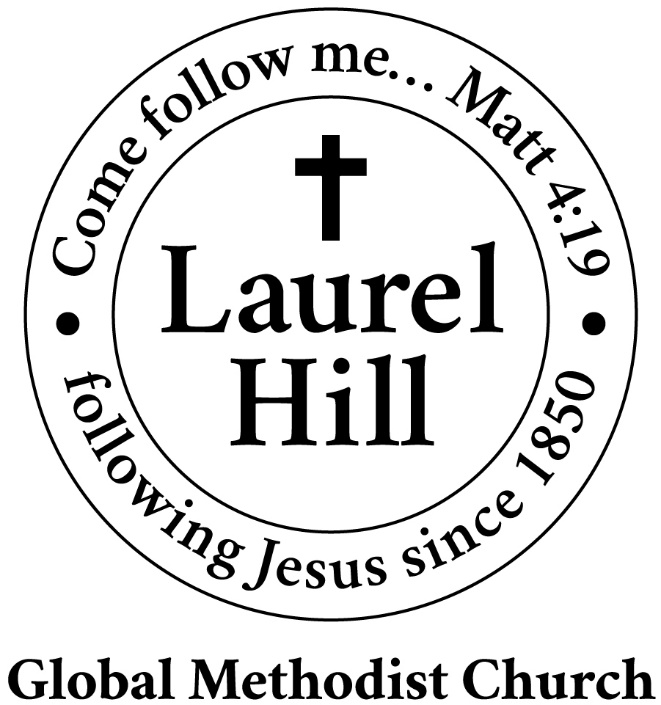 Come follow me... Matt 4:19
Laurel
Hill
following Jesus since 1850
Global Methodist Church